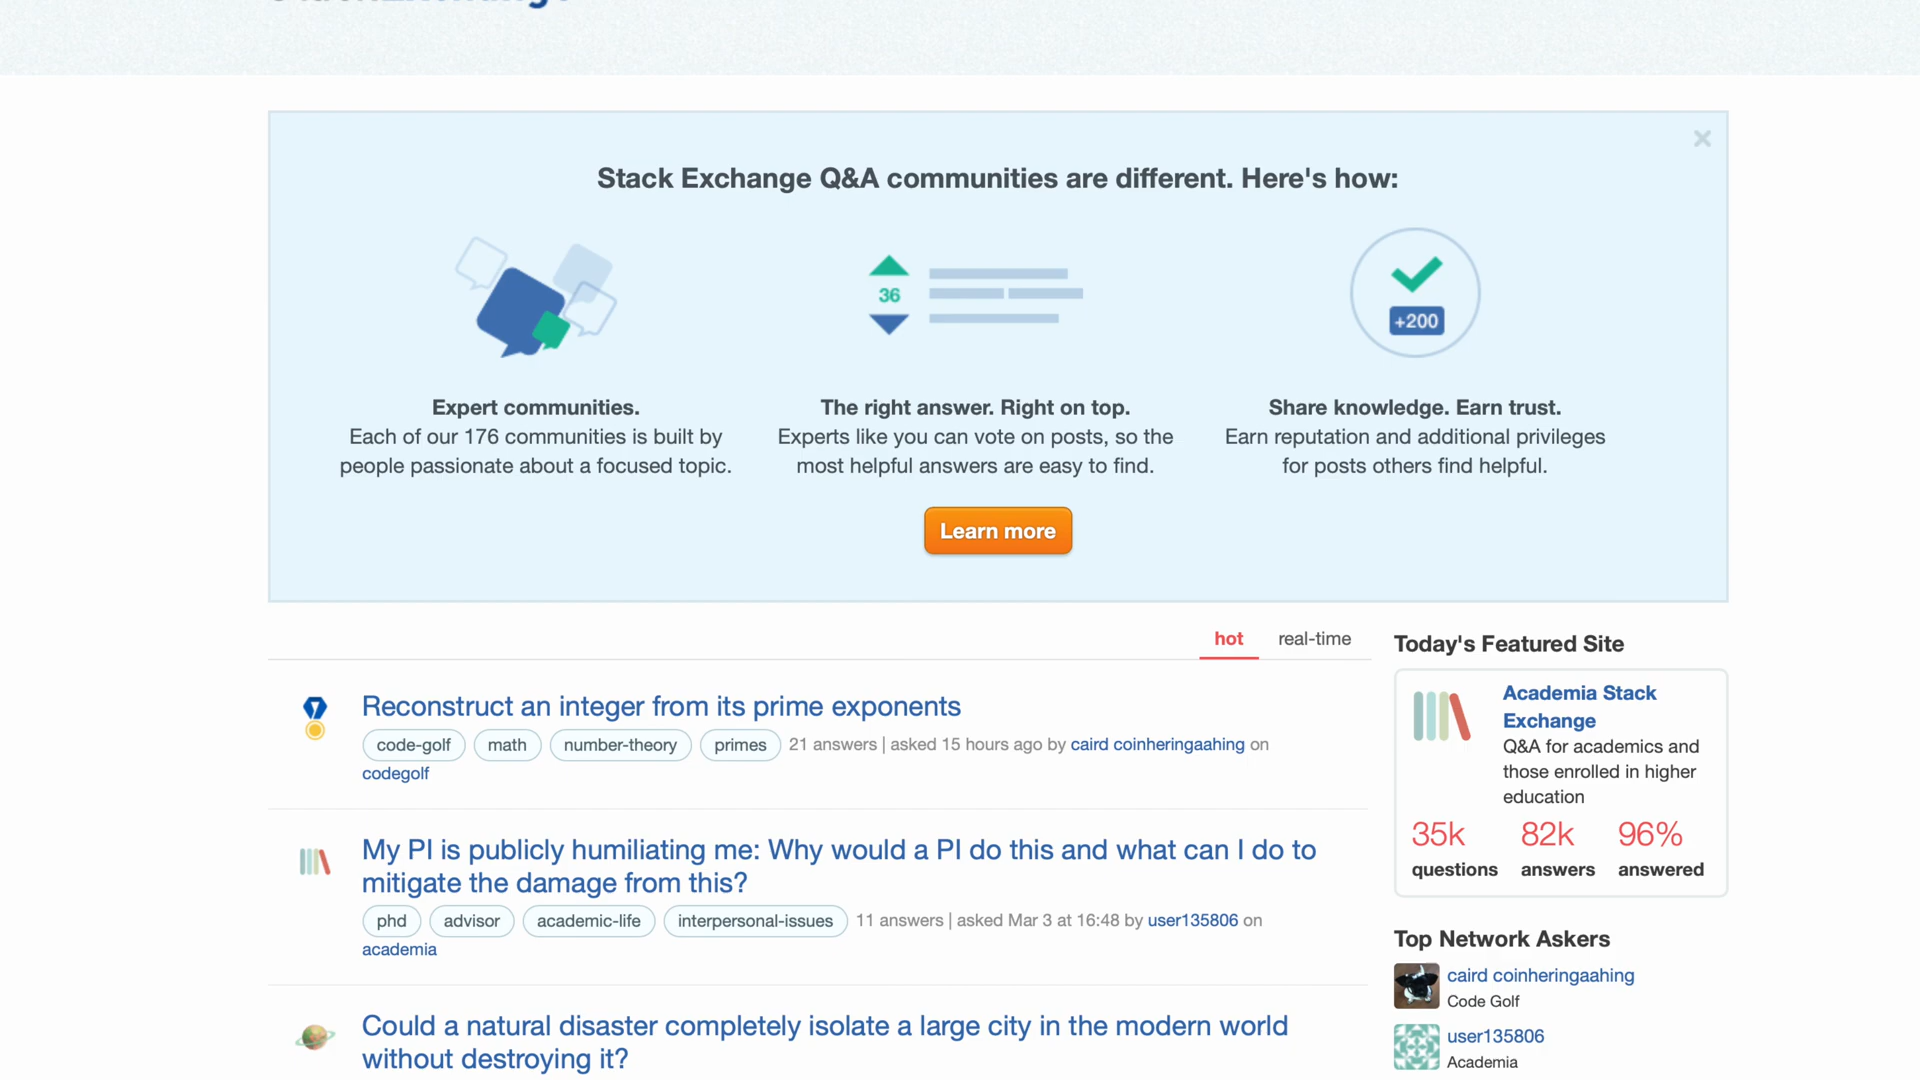 Stack Exchange Q&A communities are different. Here's how:
36
+200
Expert communities.
Each of our 176 communities is built by
people passionate about a focused topic.
The right answer. Right on top.
Experts like you can vote on posts, so the
most helpful answers are easy to find.
Share knowledge. Earn trust.
Earn reputation and additional privileges
for posts others find helpful.
Learn more
hot real-time
Reconstruct an integer from its prime exponents
code-golf math number-theory primes 21 answers | asked 15 hours ago by caird coinheringaahing on
codegolf
My PI is publicly humiliating me: Why would a PI do this and what can I do to
mitigate the damage from this?
phd advisor academic-life interpersonal-issues 11 answers | asked Mar 3 at 16:48 by user135806 on
academia
Could a natural disaster completely isolate a large city in the modern world
without destroying it?
Today's Featured Site
Academia Stack
Exchange
Q&A for academics and
those enrolled in higher
education
35k 82k 96%
questions answers answered
Top Network Askers
caird coinheringaahing
Code Golf
user135806
Academia